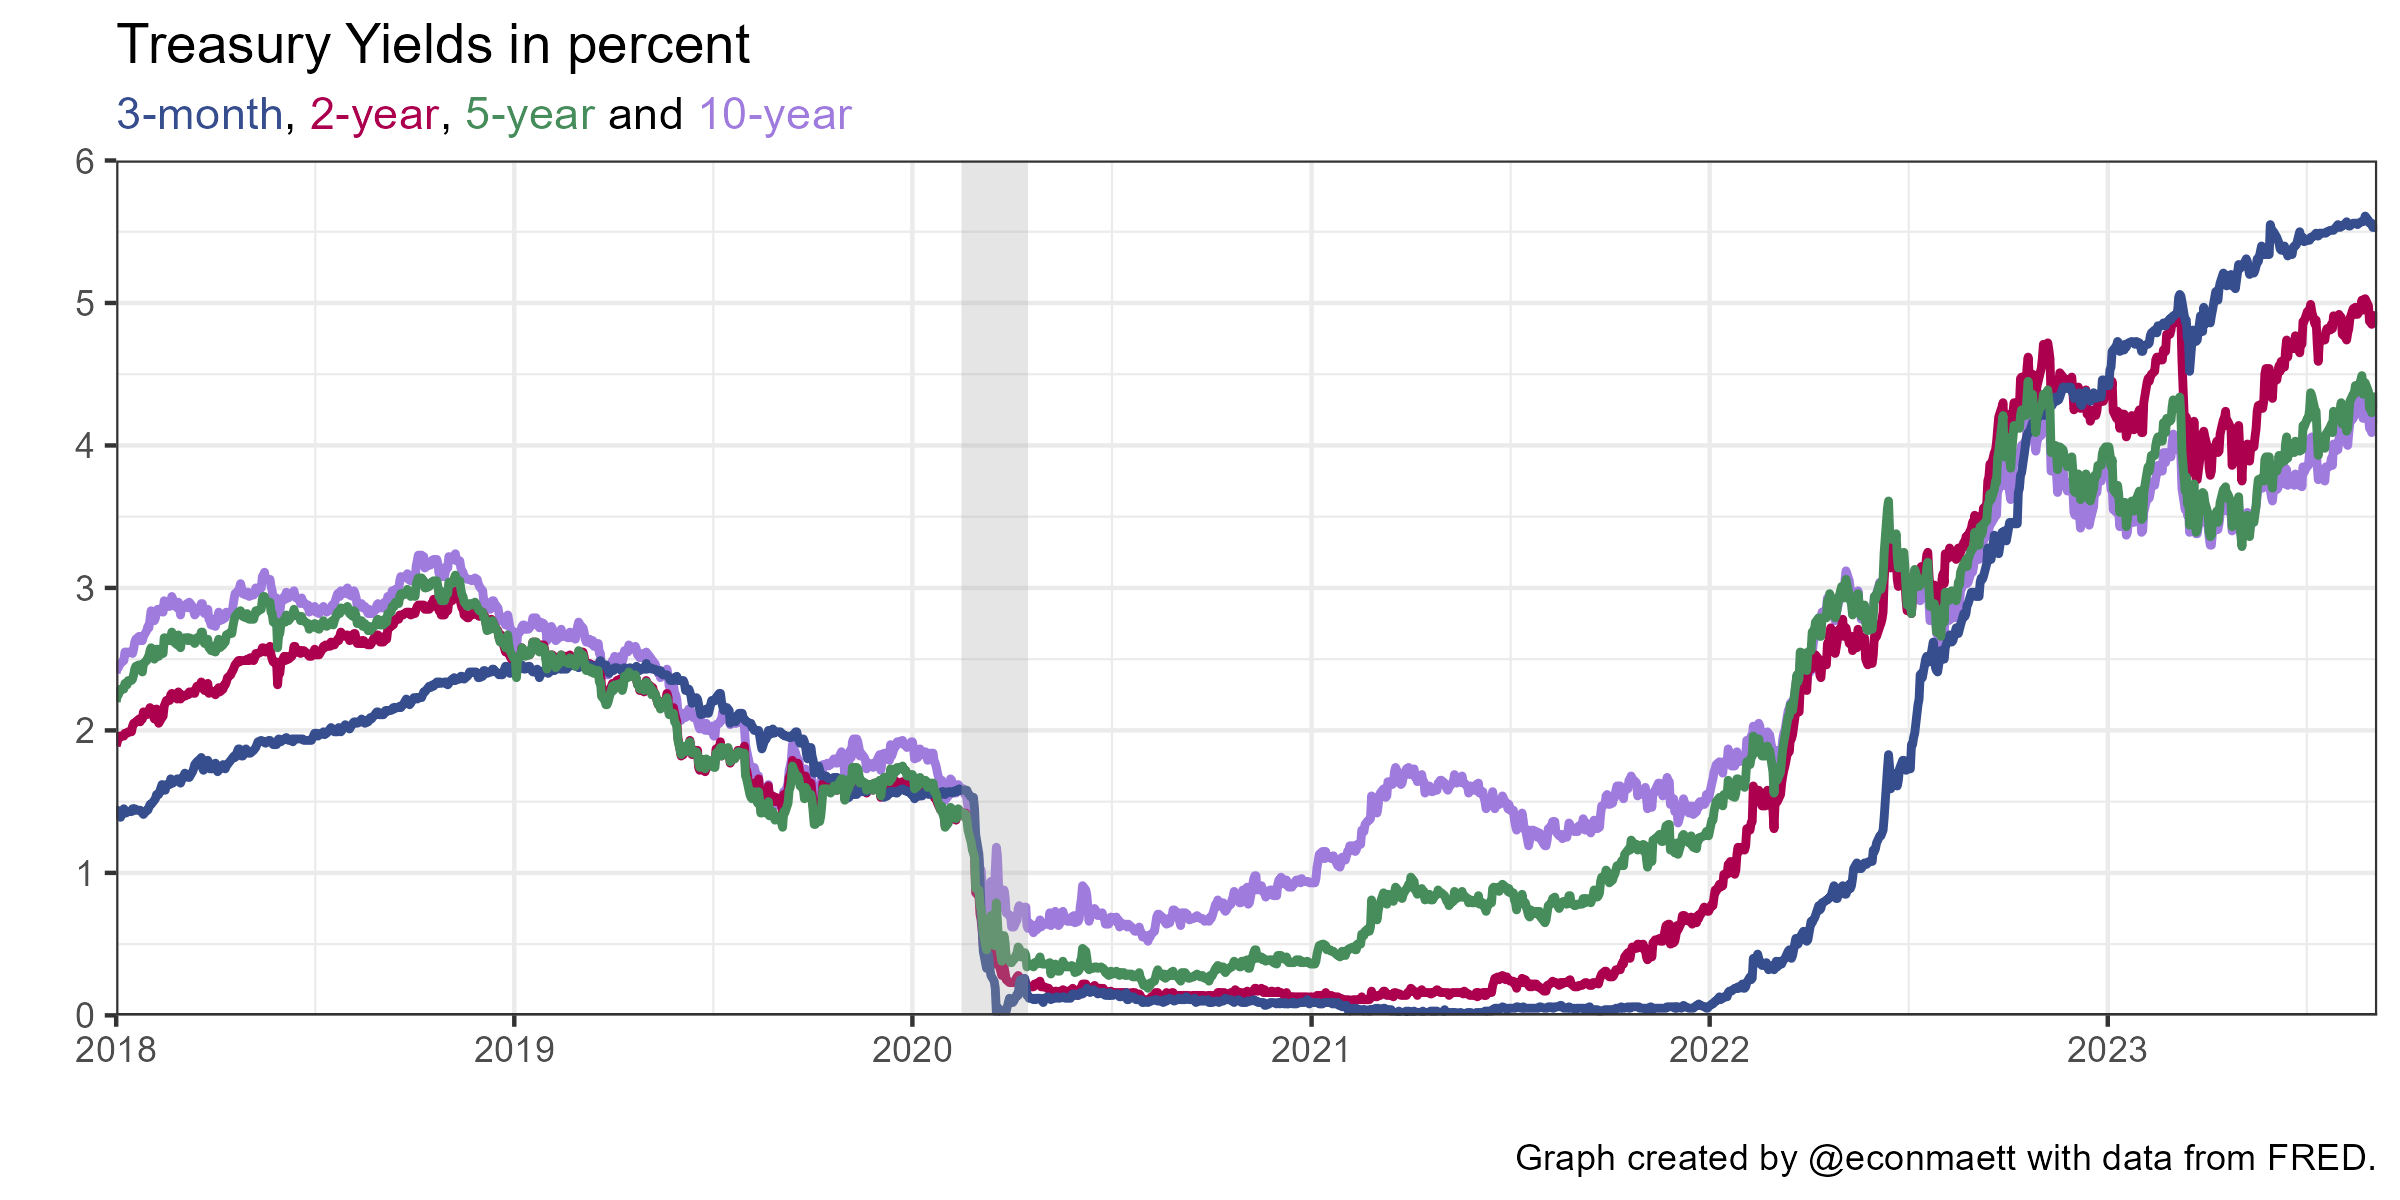 Treasury Yields in percent
3-month, 2-year, 5-year and 10-year
6
5
4
3
2
1
0
2018 2019 2020 2021 2022 2023
Graph created by @econmaett with data from FRED.